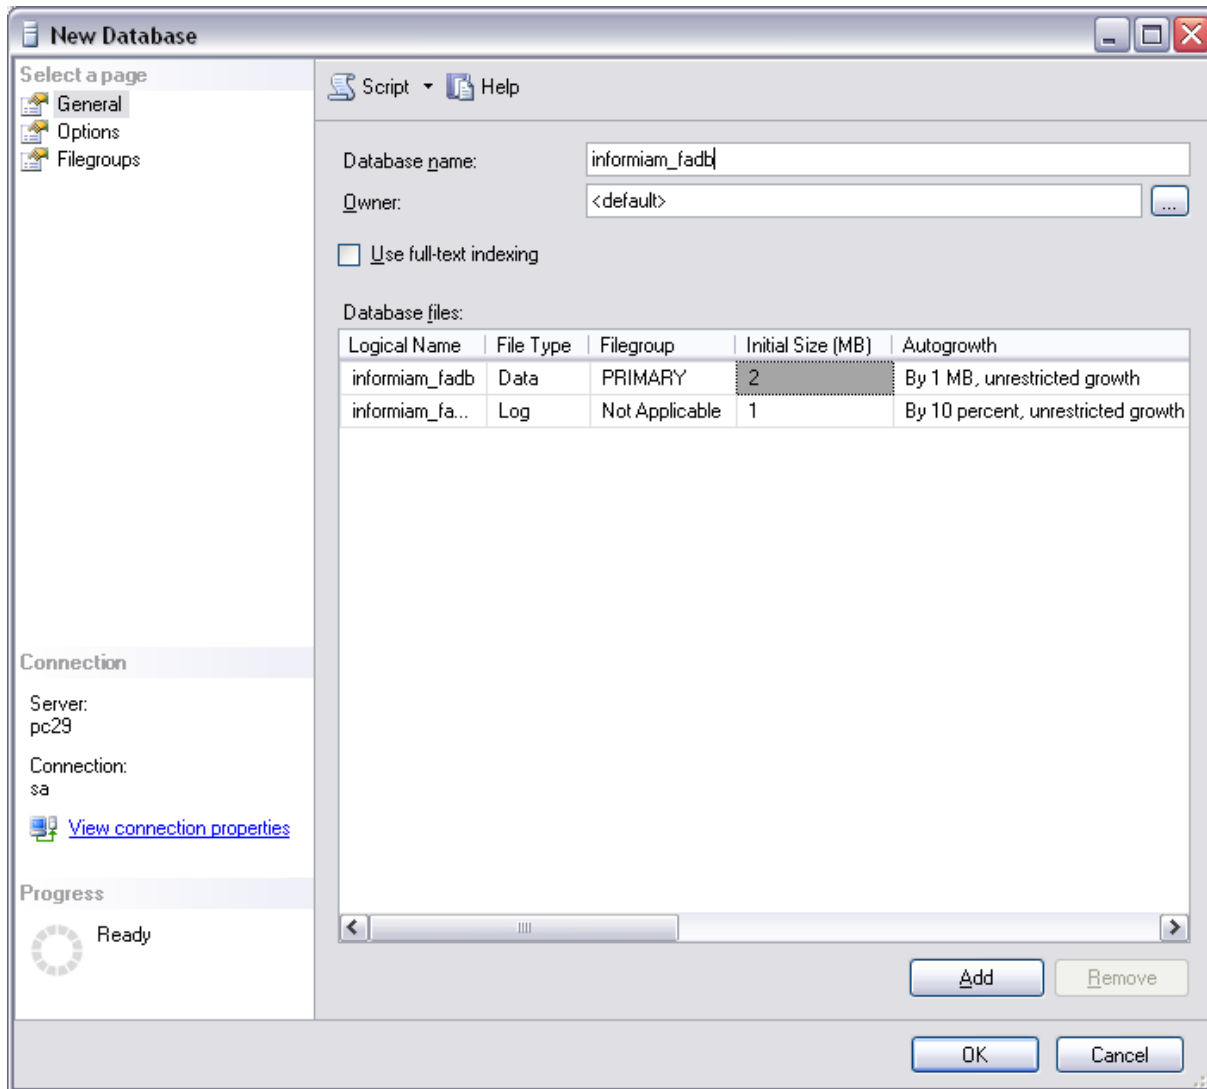 New Database
Select a page
General
Options
Filegroups
Script Help
Database name: informiam_fadb
Owner: <default> ...
Use full-text indexing
Database files:
Logical Name File Type Filegroup Initial Size (MB) Autogrowth
informiam_fadb Data PRIMARY 2 By 1 MB, unrestricted growth
informiam_fa... Log Not Applicable 1 By 10 percent, unrestricted growth
Connection
Server:
pc29
Connection:
sa
View connection properties
Progress
Ready
Add Remove
OK Cancel